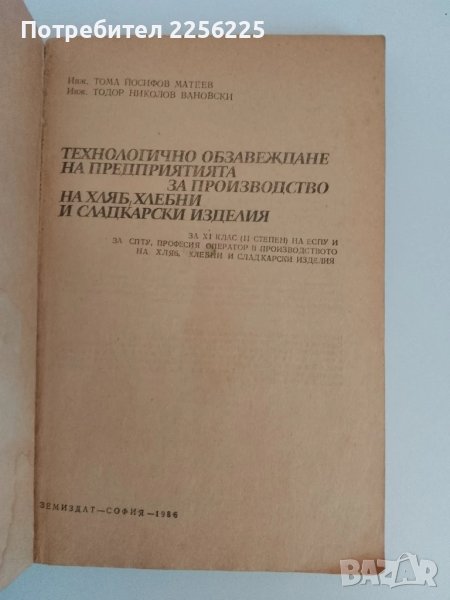 Потребител 2256235
Инж. ТОМА ЙОСИФОВ МАТЕЕВ
Инж. ТОДОР НИКОЛОВ ВАНОВСКИ
ТЕХНОЛОГИЧНО ОБЗАВЕЖДАНЕ
НА ПРЕДПРИЯТИЯТА
ЗА ПРОИЗВОДСТВО
НА ХЛЯБ, ХЛЕБНИ
И СЛАДКАРСКИ ИЗДЕЛИЯ
ЗА XI КЛАС (II СТЕПЕН) НА ЕСПУ И
ЗА СПТУ, ПРОФЕСИЯ ОПЕРАТОР В ПРОИЗВОДСТВОТО
НА ХЛЯБ, ХЛЕБНИ И СЛАДКАРСКИ ИЗДЕЛИЯ
ЗЕМИЗДАТ—СОФИЯ—1986
BAZAR